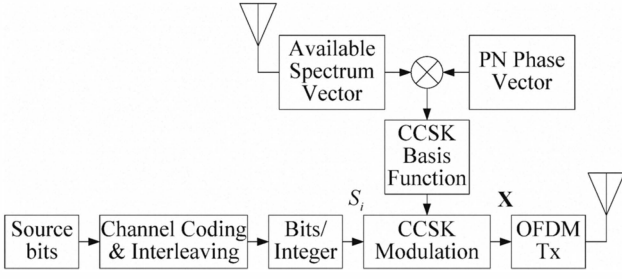 Available
Spectrum
Vector
PN Phase
Vector
CCSK
Basis
Function
S_i
X
Source
bits
Channel Coding
& Interleaving
Bits/
Integer
CCSK
Modulation
OFDM
Tx